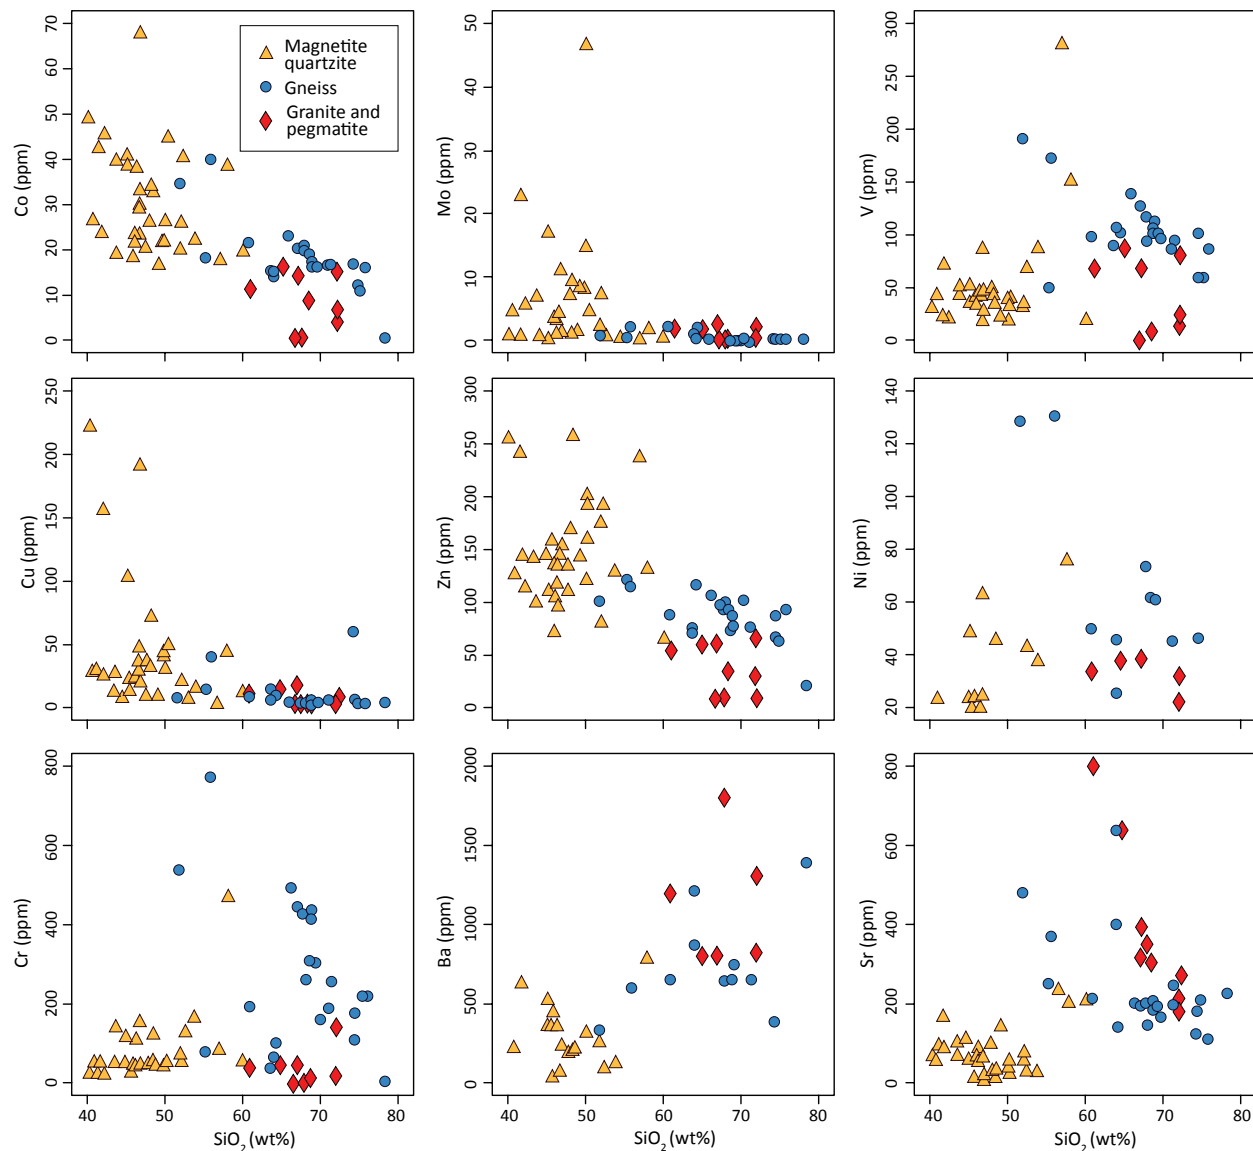 Co (ppm)
70
60
50
40
30
20
10
0
Magnetite
quartzite
Gneiss
Granite and
pegmatite
Mo (ppm)
50
40
30
20
10
0
V (ppm)
300
250
200
150
100
50
0
Cu (ppm)
250
200
150
100
50
0
Zn (ppm)
300
250
200
150
100
50
0
Ni (ppm)
140
120
100
80
60
40
20
Cr (ppm)
800
600
400
200
0
40 50 60 70 80
SiO₂ (wt%)
Ba (ppm)
2000
1500
1000
500
0
40 50 60 70 80
SiO₂ (wt%)
Sr (ppm)
800
600
400
200
0
40 50 60 70 80
SiO₂ (wt%)